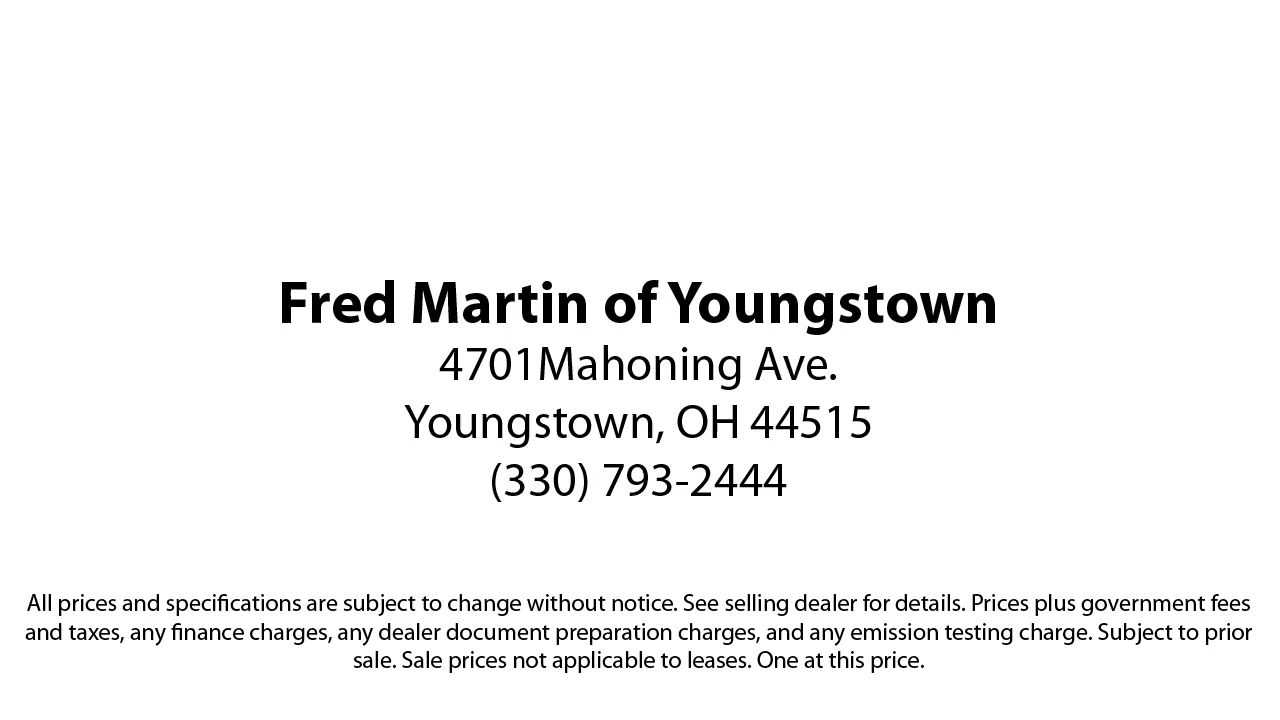 Fred Martin of Youngstown
4701Mahoning Ave.
Youngstown, OH 44515
(330) 793-2444
All prices and specifications are subject to change without notice. See selling dealer for details. Prices plus government fees
and taxes, any finance charges, any dealer document preparation charges, and any emission testing charge. Subject to prior
sale. Sale prices not applicable to leases. One at this price.